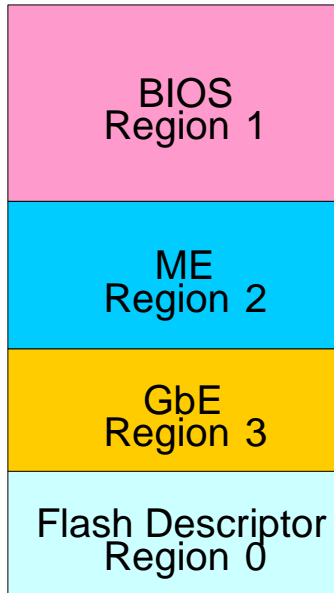 BIOS
Region 1
ME
Region 2
GbE
Region 3
Flash Descriptor
Region 0